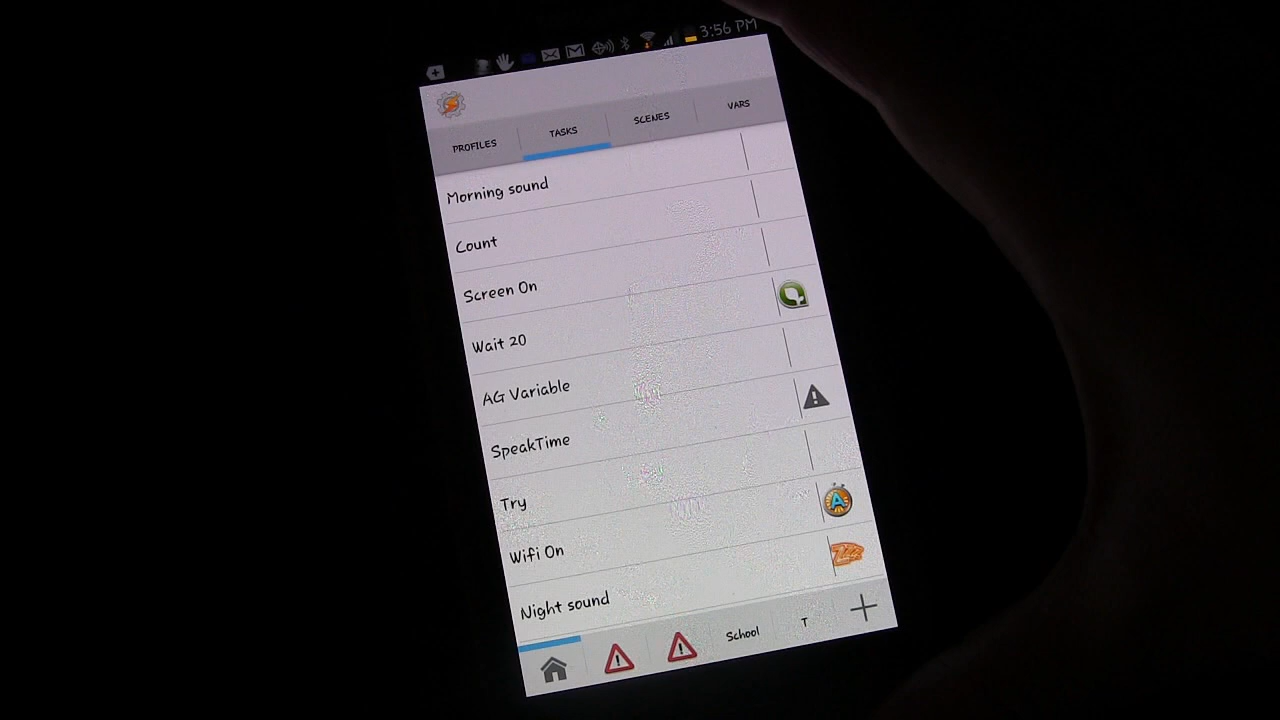 3:56 PM
PROFILES TASKS SCENES VARS
Morning sound
Count
Screen On
Wait 20
AG Variable
SpeakTime
Try
Wifi On
A
Night sound
School T